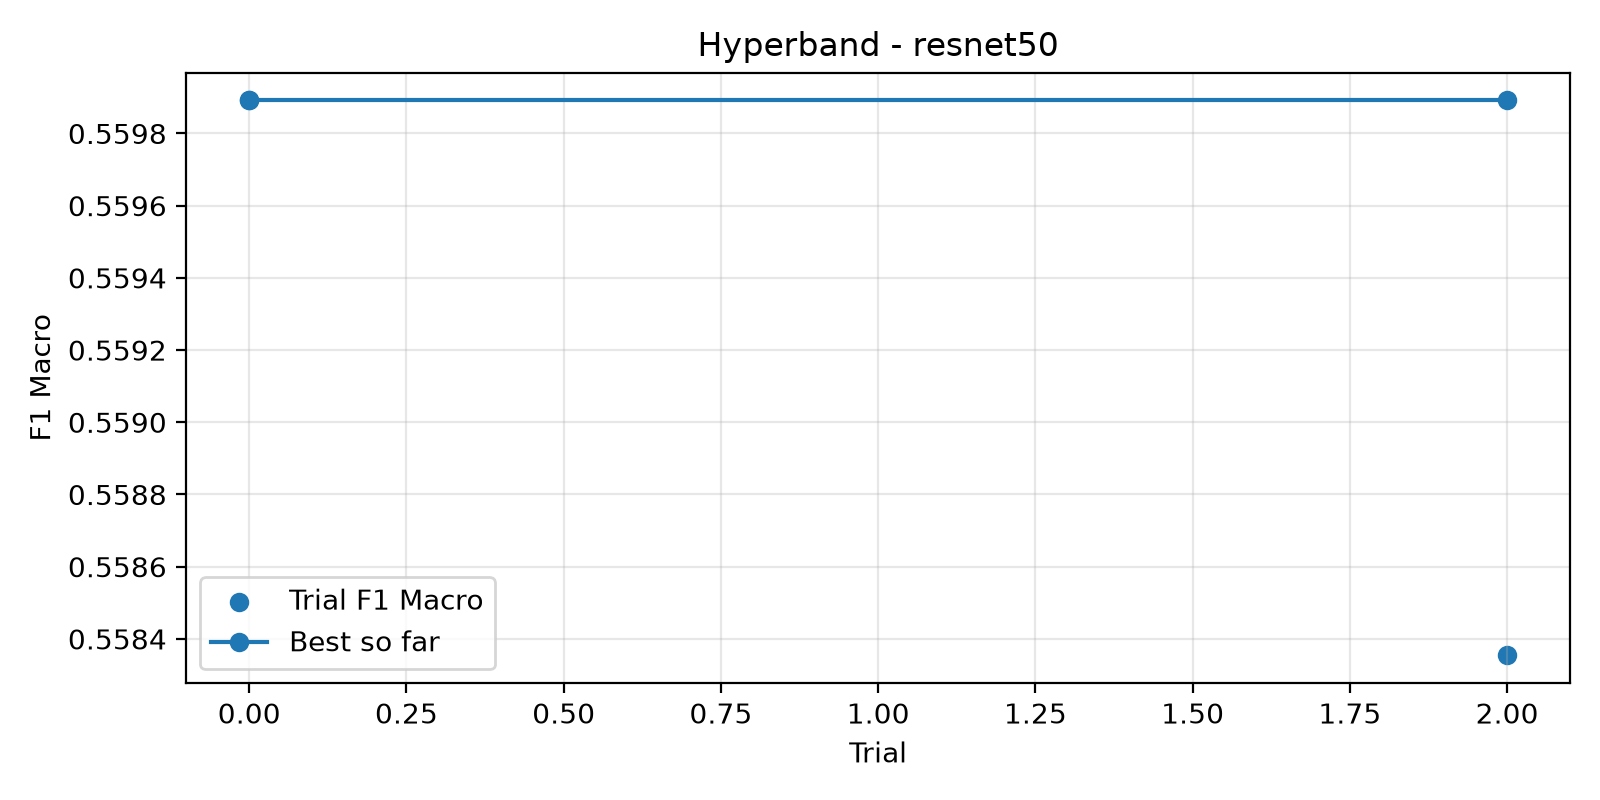 Hyperband - resnet50
F1 Macro
0.5598
0.5596
0.5594
0.5592
0.5590
0.5588
0.5586
0.5584
Trial F1 Macro
Best so far
0.00 0.25 0.50 0.75 1.00 1.25 1.50 1.75 2.00
Trial